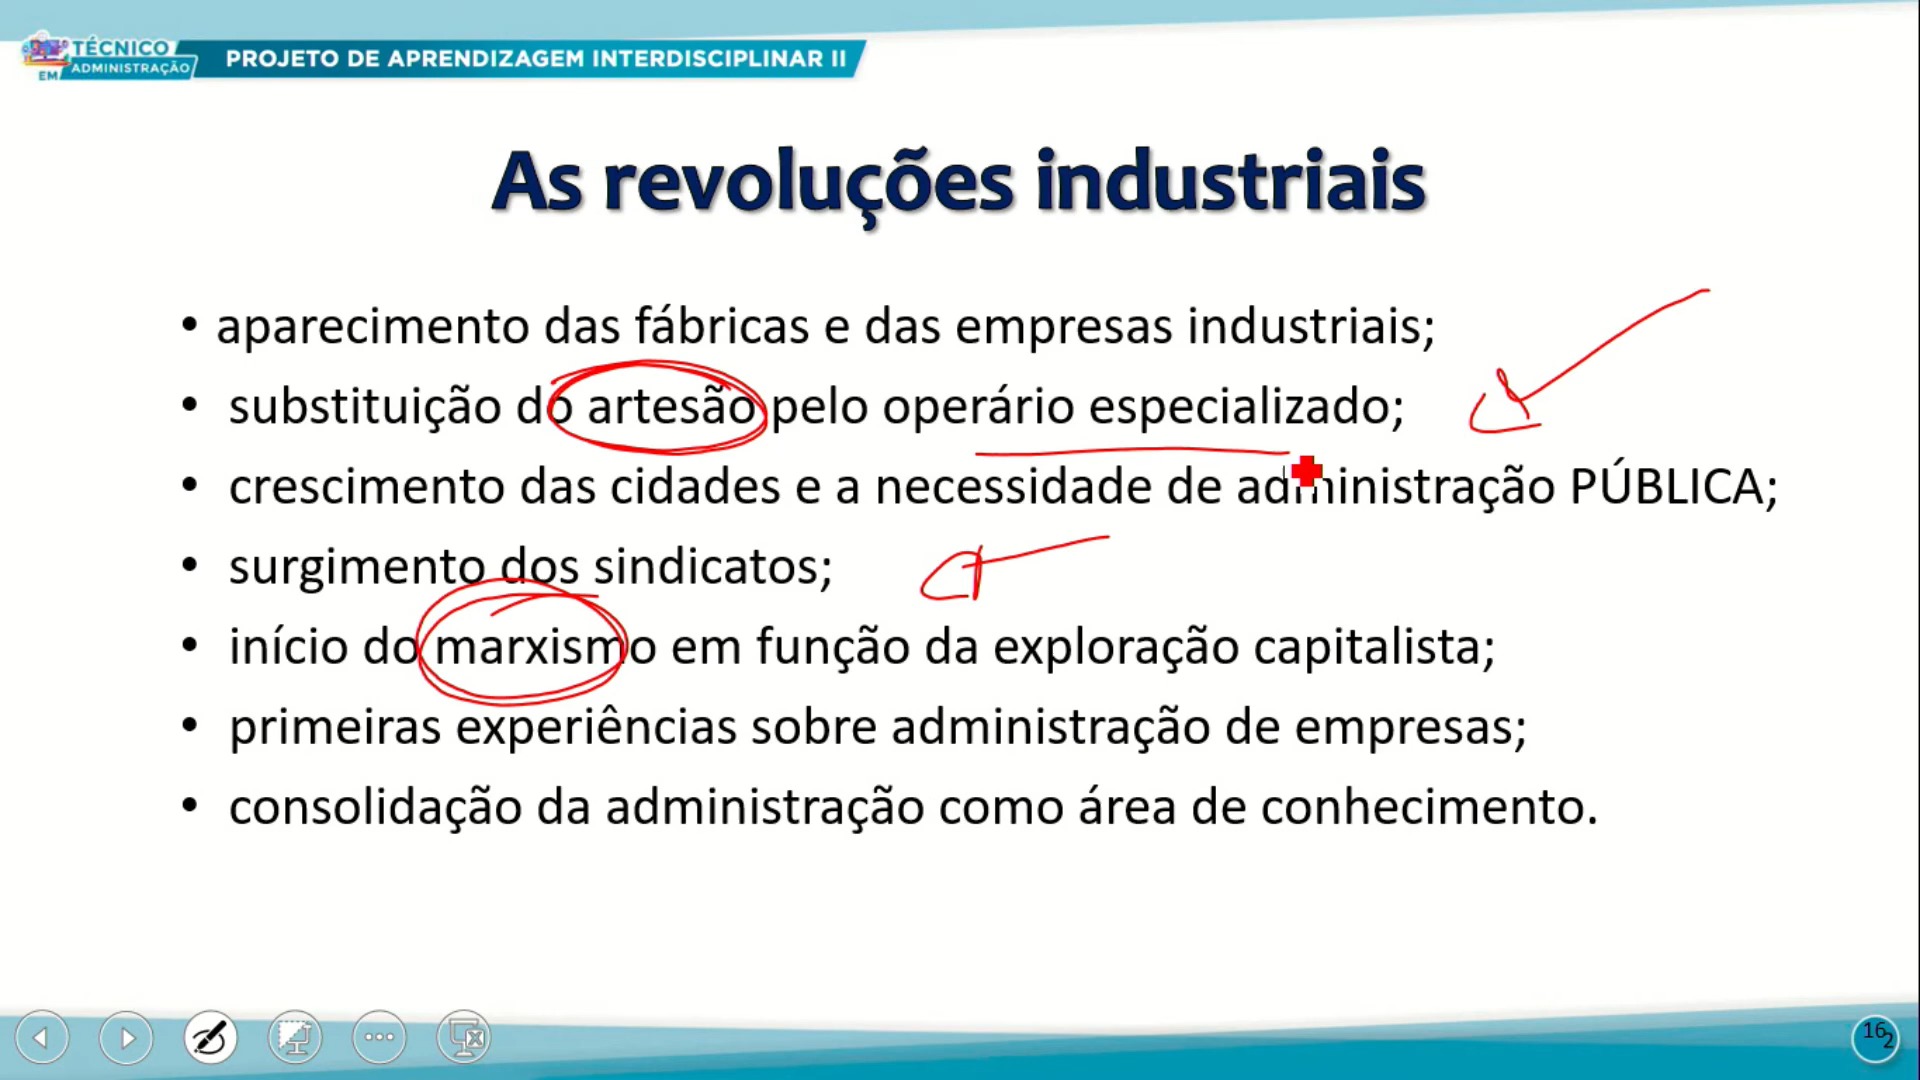 TÉCNICO
EM ADMINISTRAÇÃO
PROJETO DE APRENDIZAGEM INTERDISCIPLINAR II
As revoluções industriais
• aparecimento das fábricas e das empresas industriais;
• substituição do artesão pelo operário especializado;
• crescimento das cidades e a necessidade de administração PÚBLICA;
• surgimento dos sindicatos;
• início do marxismo em função da exploração capitalista;
• primeiras experiências sobre administração de empresas;
• consolidação da administração como área de conhecimento.
162